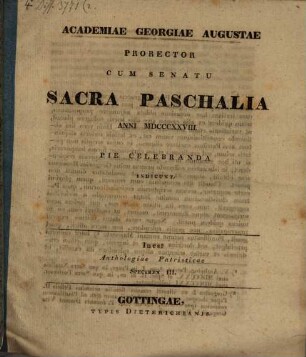 ACADEMIAE GEORGIAE AUGUSTAE
PRORECTOR
CUM SENATU
SACRA PASCHALIA
ANNI MDCCCXXVIII
PIE CELEBRANDA
INDICUNT.
Inest
Anthologiae Patristicae
Specimen III.
GOTTINGAE,
TYPIS DIETERICHIANIS